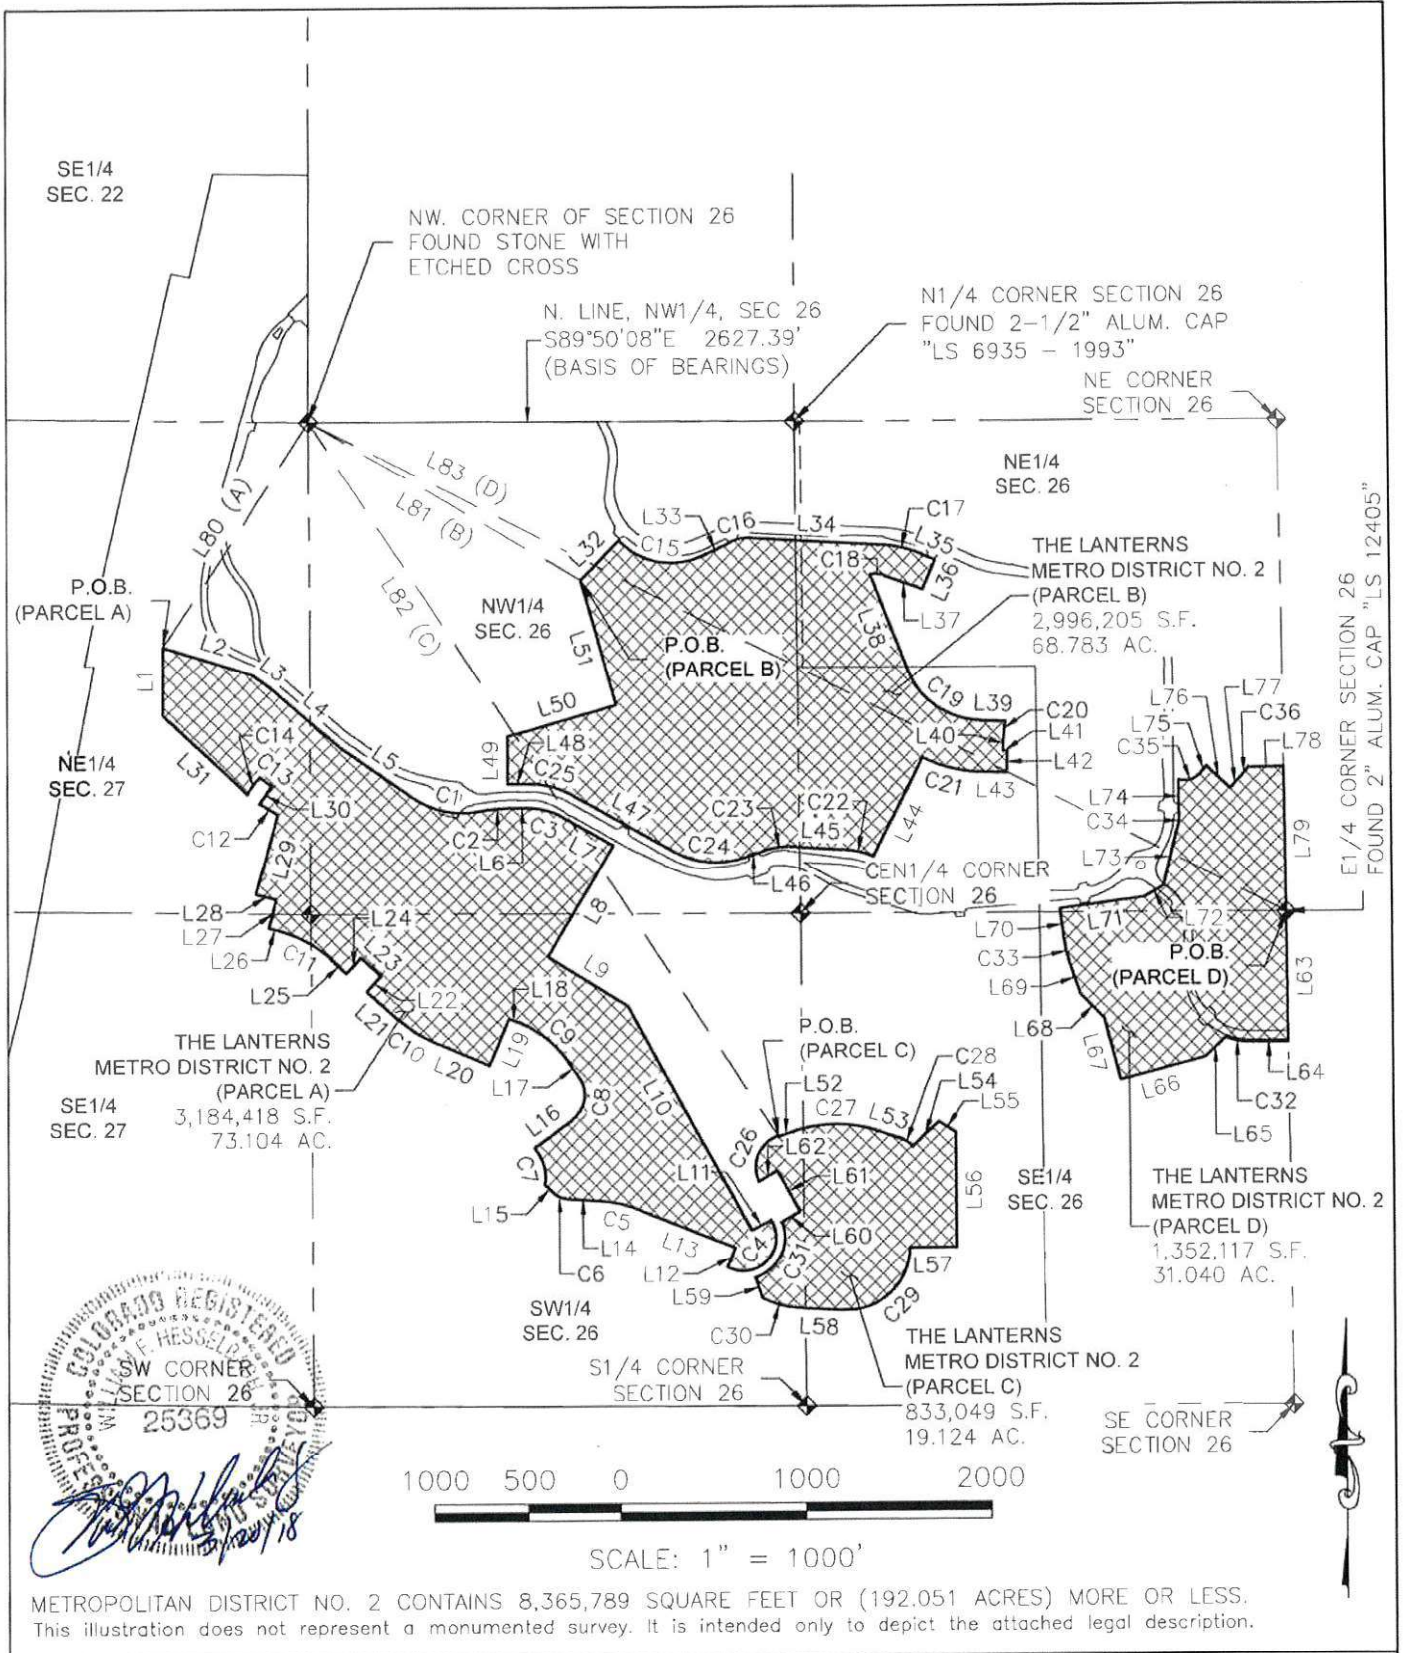 SE1/4
SEC. 22
NW. CORNER OF SECTION 26
FOUND STONE WITH
ETCHED CROSS
N. LINE, NW1/4, SEC 26
S89°50'08"E 2627.39'
(BASIS OF BEARINGS)
N1/4 CORNER SECTION 26
FOUND 2-1/2" ALUM. CAP
"LS 6935 - 1993"
NE CORNER
SECTION 26
NE1/4
SEC. 26
L83 (D)
L81 (B)
L80 (A)
L82 (C)
L33
C16
L34
C17
L35
L32
C15
C18
L36
L37
THE LANTERNS
METRO DISTRICT NO. 2
(PARCEL B)
2,996,205 S.F.
68.783 AC.
E1/4 CORNER SECTION 26
FOUND 2" ALUM. CAP "LS 12405"
P.O.B.
(PARCEL A)
NW1/4
SEC. 26
P.O.B.
(PARCEL B)
L51
L38
L1
L2
L3
L4
L5
L50
C19
L39
C20
L40
L41
L42
L76
L77
L75
C36
C35
L78
C14
C13
L49
L48
C25
L47
C21
L43
NE1/4
SEC. 27
L31
L30
C12
C1
C2
C3
L6
L7
C23
C22
L45
L44
L74
C34
L73
L79
C24
L46
CEN1/4 CORNER
SECTION 26
L29
L28
L27
L26
L24
L23
C11
L25
L22
L8
L9
L70
L71
L72
C33
L69
P.O.B.
(PARCEL D)
L63
L68
L21
C10
L20
L19
L18
C9
L17
THE LANTERNS
METRO DISTRICT NO. 2
(PARCEL A)
3,184,418 S.F.
73.104 AC.
P.O.B.
(PARCEL C)
C28
L52
L54
C27
L53
L55
L67
L66
L64
C32
L65
SE1/4
SEC. 27
C8
L10
L16
C7
L11
C26
L62
L61
L56
SE1/4
SEC. 26
L15
C5
L14
L13
C6
L12
C4
L60
C31
L57
L59
C29
C30
L58
THE LANTERNS
METRO DISTRICT NO. 2
(PARCEL D)
1,352,117 S.F.
31.040 AC.
SW1/4
SEC. 26
THE LANTERNS
METRO DISTRICT NO. 2
(PARCEL C)
833,049 S.F.
19.124 AC.
COLORADO REGISTERED
SW CORNER
SECTION 26
25369
S1/4 CORNER
SECTION 26
SE CORNER
SECTION 26
1000 500 0 1000 2000
SCALE: 1" = 1000'
METROPOLITAN DISTRICT NO. 2 CONTAINS 8,365,789 SQUARE FEET OR (192.051 ACRES) MORE OR LESS.
This illustration does not represent a monumented survey. It is intended only to depict the attached legal description.